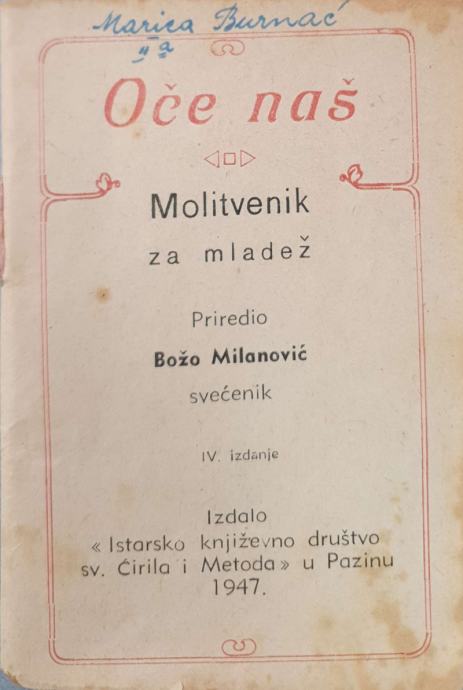 Marica Burnać
II a
Oče naš
Molitvenik
za mladež
Priredio
Božo Milanović
svećenik
IV. izdanje
Izdalo
« Istarsko književno društvo
sv. Ćirila i Metoda » u Pazinu
1947.